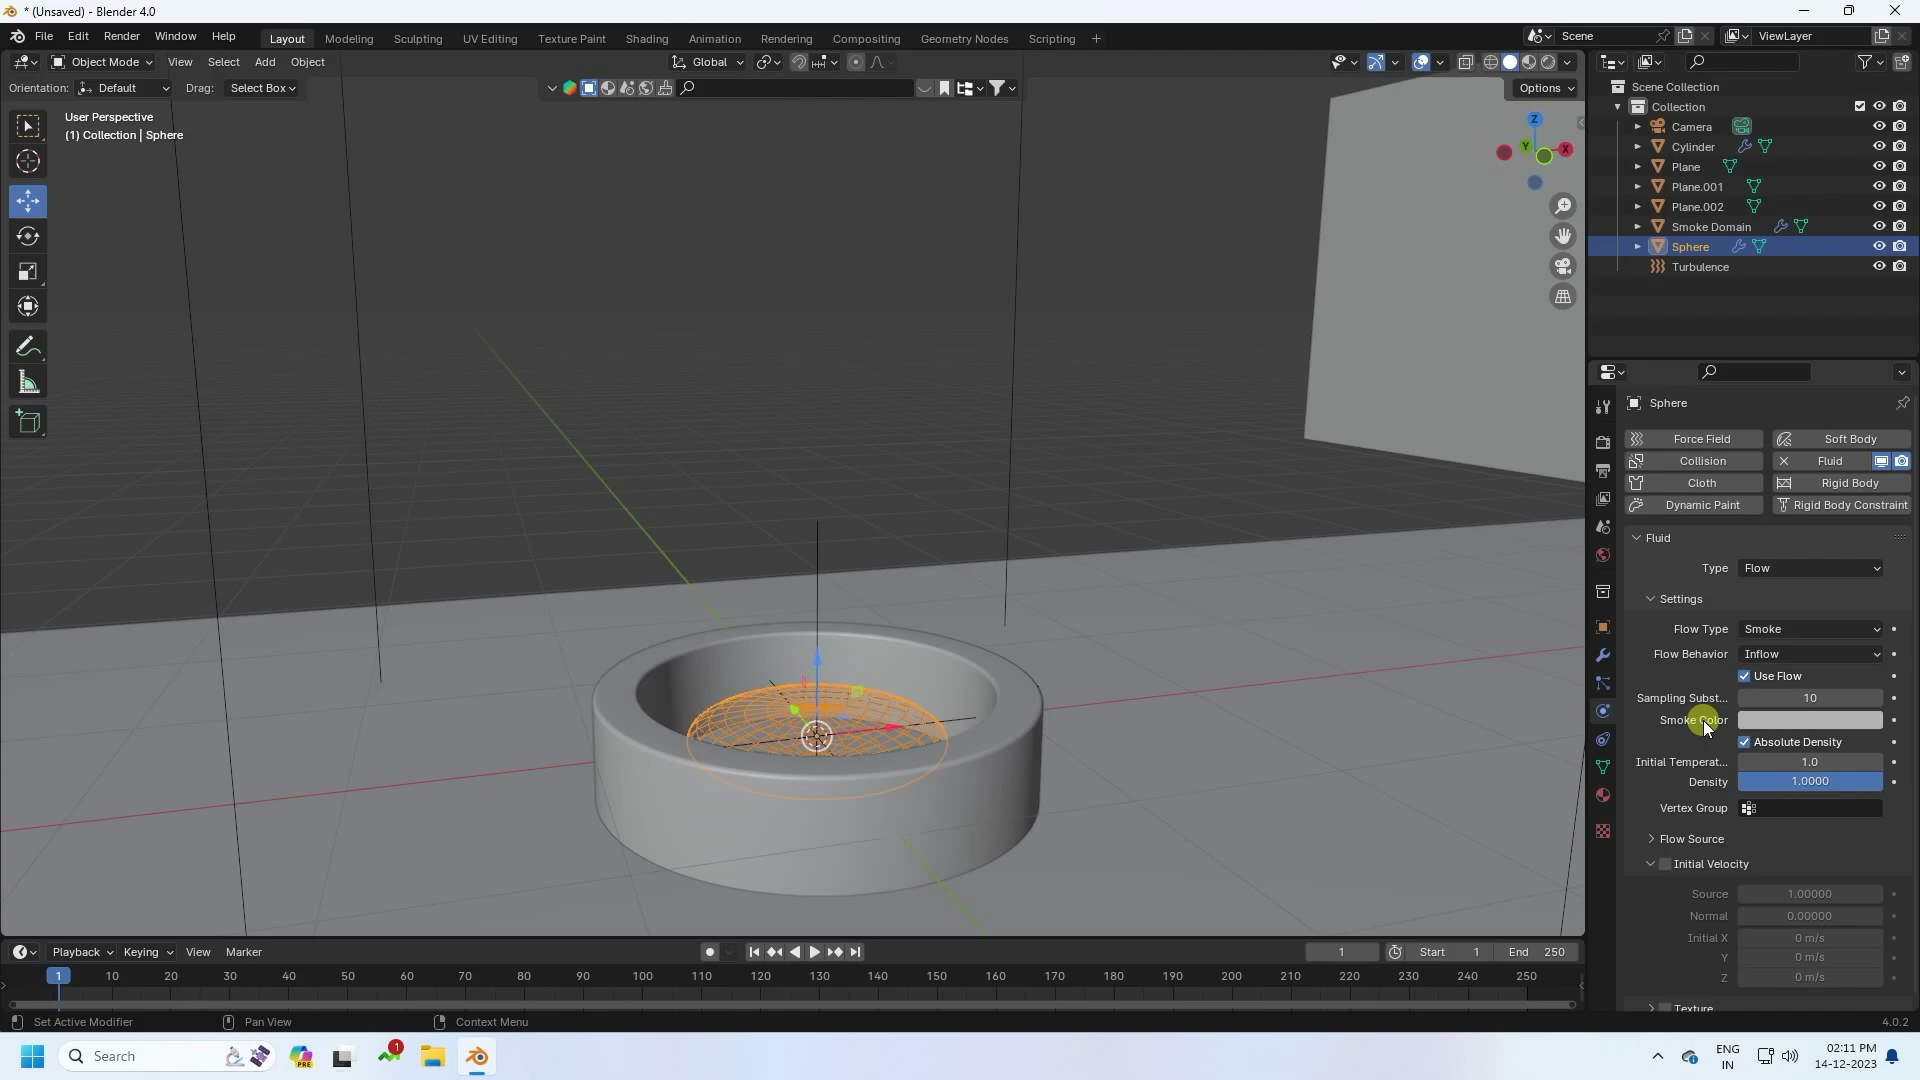 * (Unsaved) - Blender 4.0
File Edit Render Window Help Layout Modeling Sculpting UV Editing Texture Paint Shading Animation Rendering Compositing Geometry Nodes Scripting + Scene ViewLayer
Object Mode View Select Add Object Global
Orientation: Default Drag: Select Box Options
User Perspective
(1) Collection | Sphere
Z
Y
X
Scene Collection
Collection
Camera
Cylinder
Plane
Plane.001
Plane.002
Smoke Domain
Sphere
Turbulence
Sphere
Force Field Soft Body
Collision Fluid
Cloth Rigid Body
Dynamic Paint Rigid Body Constraint
Fluid
Type Flow
Settings
Flow Type Smoke
Flow Behavior Inflow
Use Flow
Sampling Subst... 10
Smoke Color
Absolute Density
Initial Temperat... 1.0
Density 1.0000
Vertex Group
Flow Source
Initial Velocity
Source 1.00000
Normal 0.00000
Initial X 0 m/s
Y 0 m/s
Z 0 m/s
Texture
Playback Keying View Marker 1 Start 1 End 250
1 10 20 30 40 50 60 70 80 90 100 110 120 130 140 150 160 170 180 190 200 210 220 230 240 250
Set Active Modifier Pan View Context Menu 4.0.2
Search PRE 1 ENG IN 02:11 PM 14-12-2023